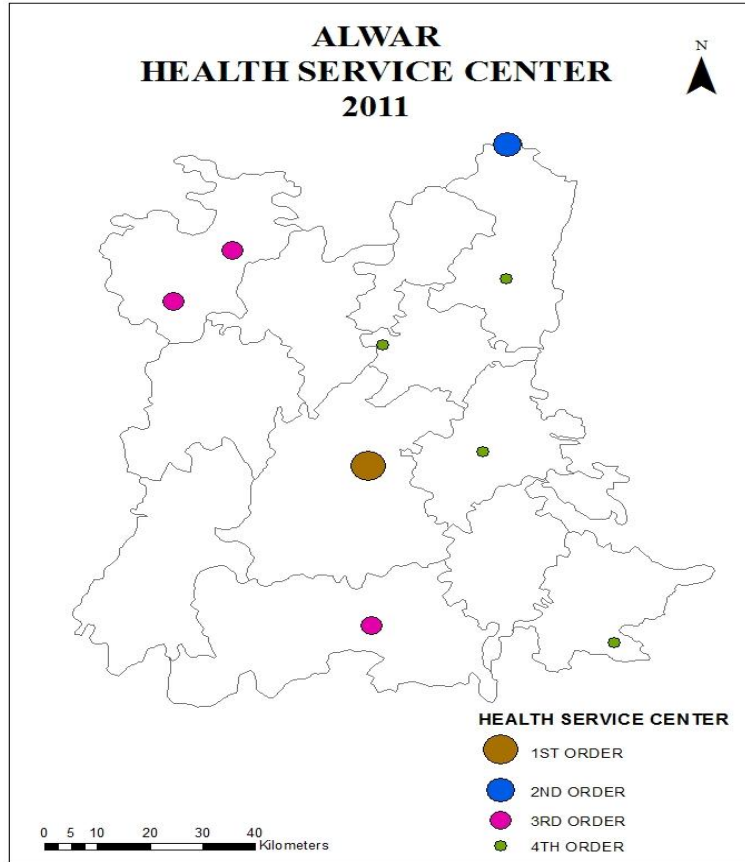 ALWAR
HEALTH SERVICE CENTER
2011
N
HEALTH SERVICE CENTER
1ST ORDER
2ND ORDER
3RD ORDER
4TH ORDER
0 5 10 20 30 40
Kilometers